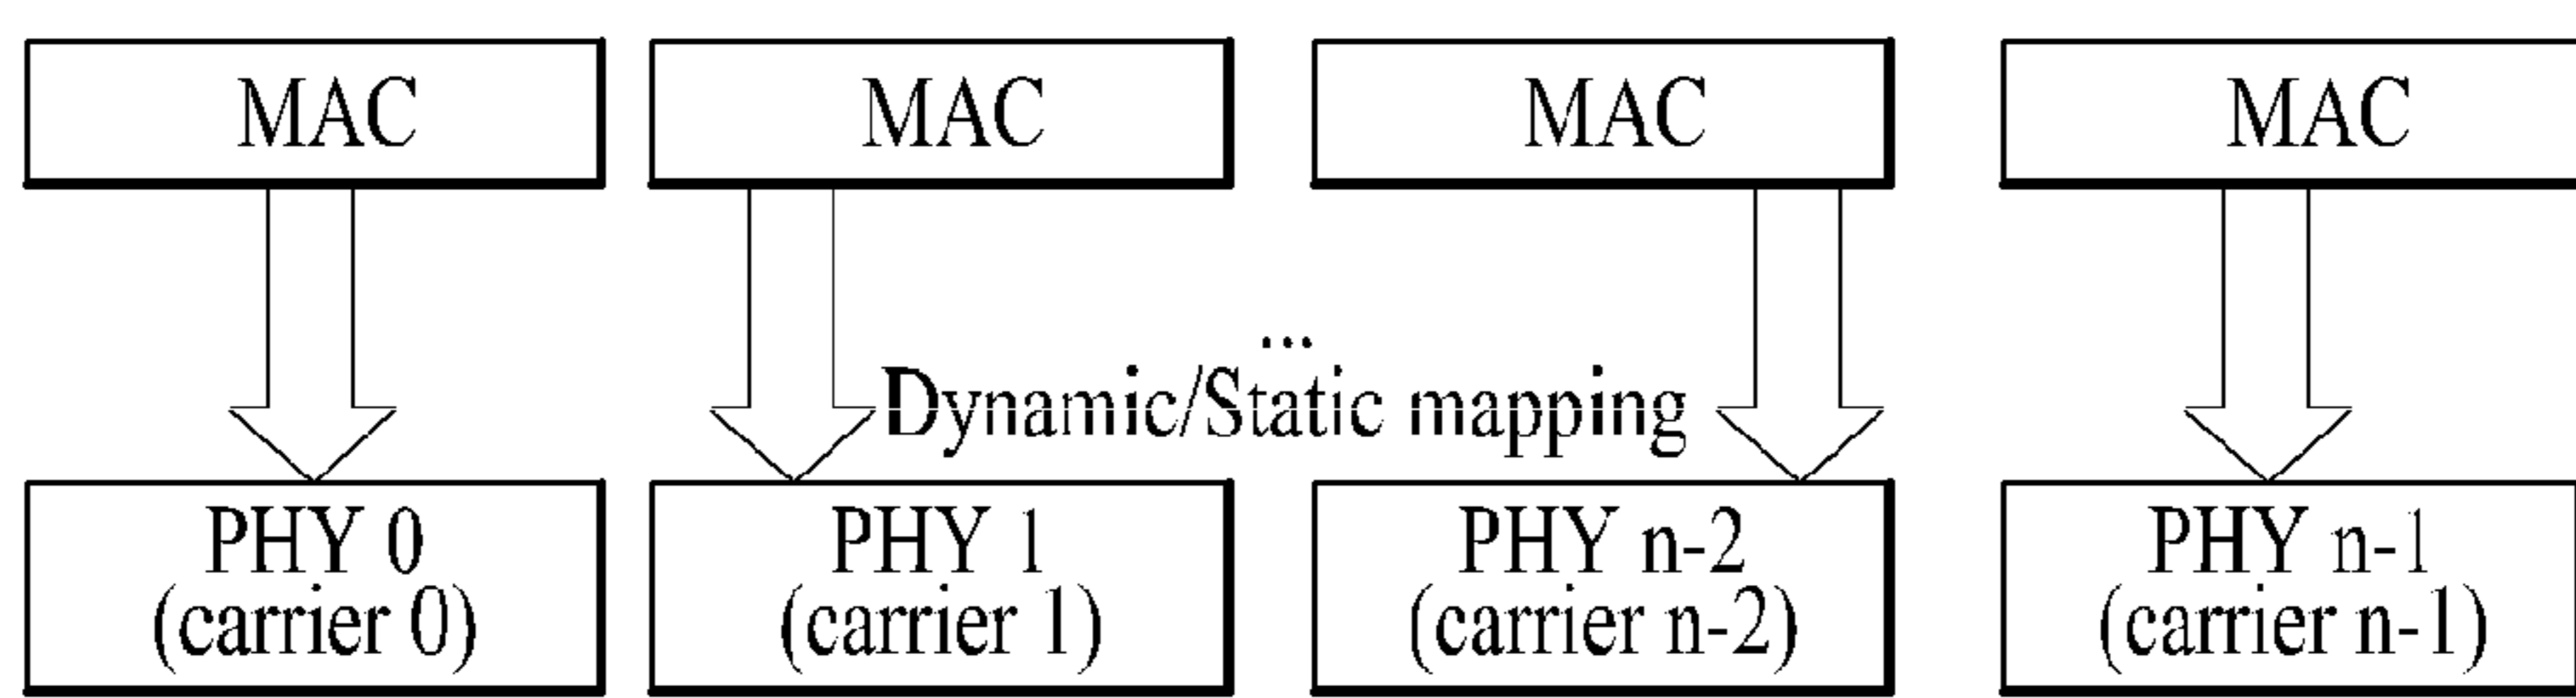 MAC
MAC
MAC
MAC
...
Dynamic/Static mapping
PHY 0
(carrier 0)
PHY 1
(carrier 1)
PHY n-2
(carrier n-2)
PHY n-1
(carrier n-1)